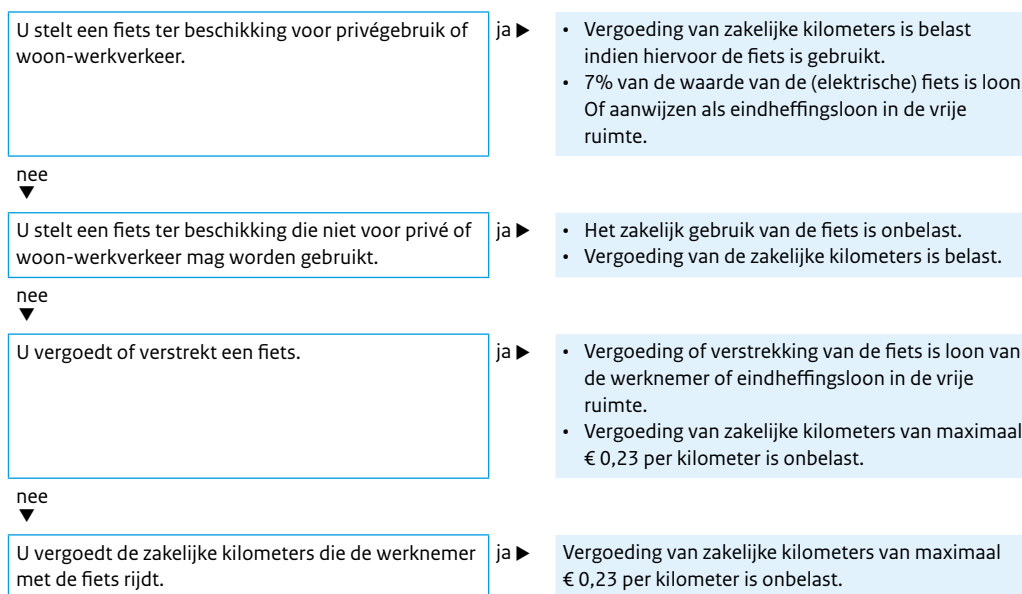 U stelt een fiets ter beschikking voor privégebruik of
woon-werkverkeer.
ja ▶
• Vergoeding van zakelijke kilometers is belast
indien hiervoor de fiets is gebruikt.
• 7% van de waarde van de (elektrische) fiets is loon
Of aanwijzen als eindheffingsloon in de vrije
ruimte.
nee
▼
U stelt een fiets ter beschikking die niet voor privé of
woon-werkverkeer mag worden gebruikt.
ja ▶
• Het zakelijk gebruik van de fiets is onbelast.
• Vergoeding van de zakelijke kilometers is belast.
nee
▼
U vergoedt of verstrekt een fiets.
ja ▶
• Vergoeding of verstrekking van de fiets is loon van
de werknemer of eindheffingsloon in de vrije
ruimte.
• Vergoeding van zakelijke kilometers van maximaal
€ 0,23 per kilometer is onbelast.
nee
▼
U vergoedt de zakelijke kilometers die de werknemer
met de fiets rijdt.
ja ▶
Vergoeding van zakelijke kilometers van maximaal
€ 0,23 per kilometer is onbelast.